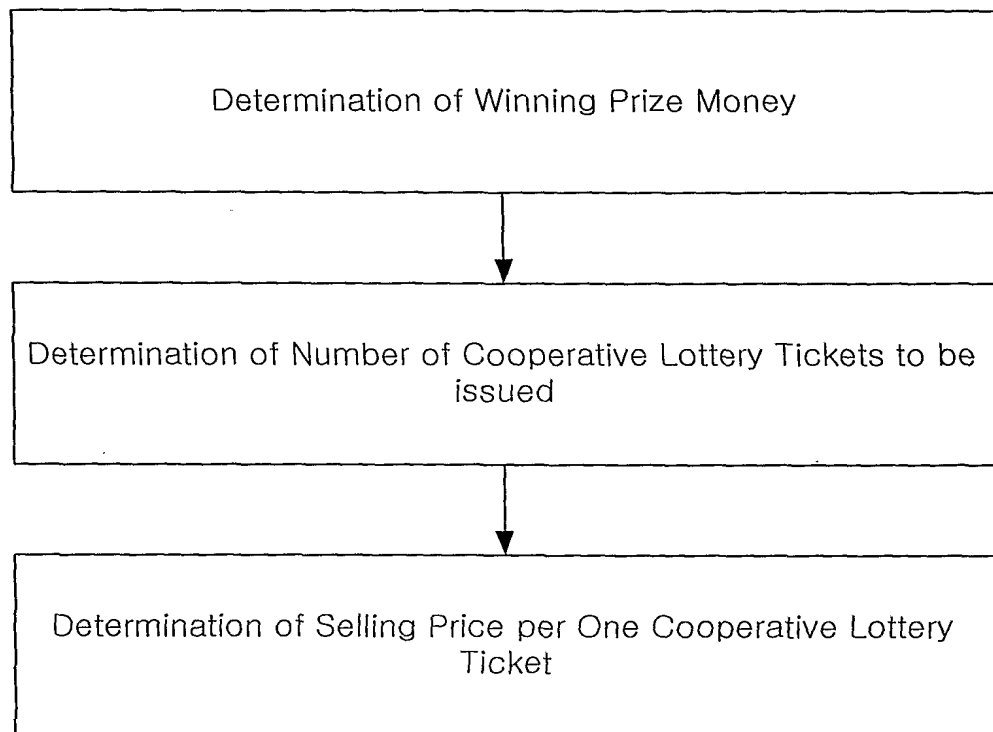 Determination of Winning Prize Money
Determination of Number of Cooperative Lottery Tickets to be
issued
Determination of Selling Price per One Cooperative Lottery
Ticket